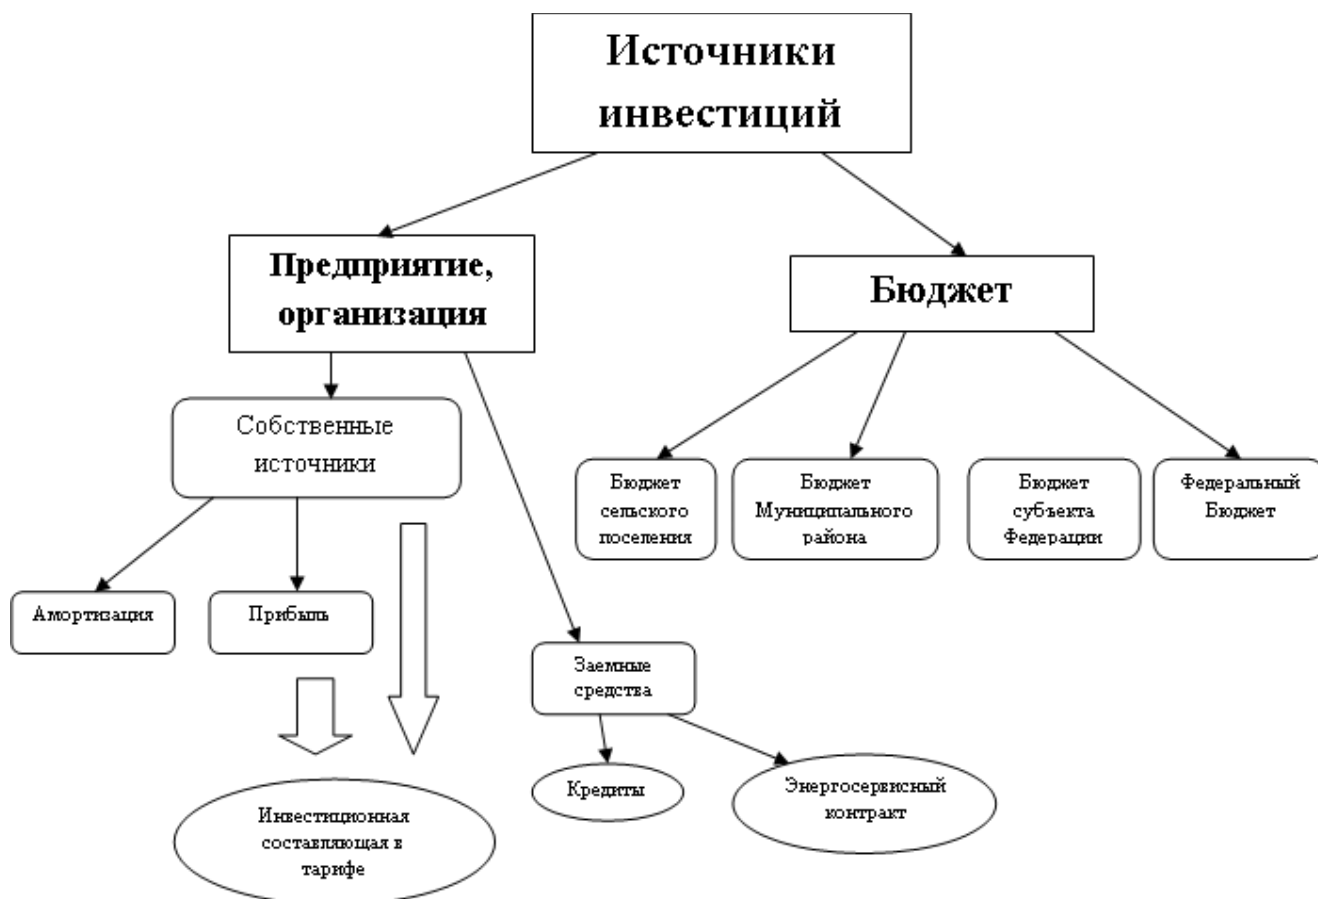 Источники
инвестиций
Предприятие,
организация
Бюджет
Собственные
источники
Бюджет
сельского
поселения
Бюджет
Муниципального
района
Бюджет
субъекта
Федерации
Федеральный
Бюджет
Амортизация
Прибыль
Заемные
средства
Кредиты
Энергосервисный
контракт
Инвестиционная
составляющая в
тарифе